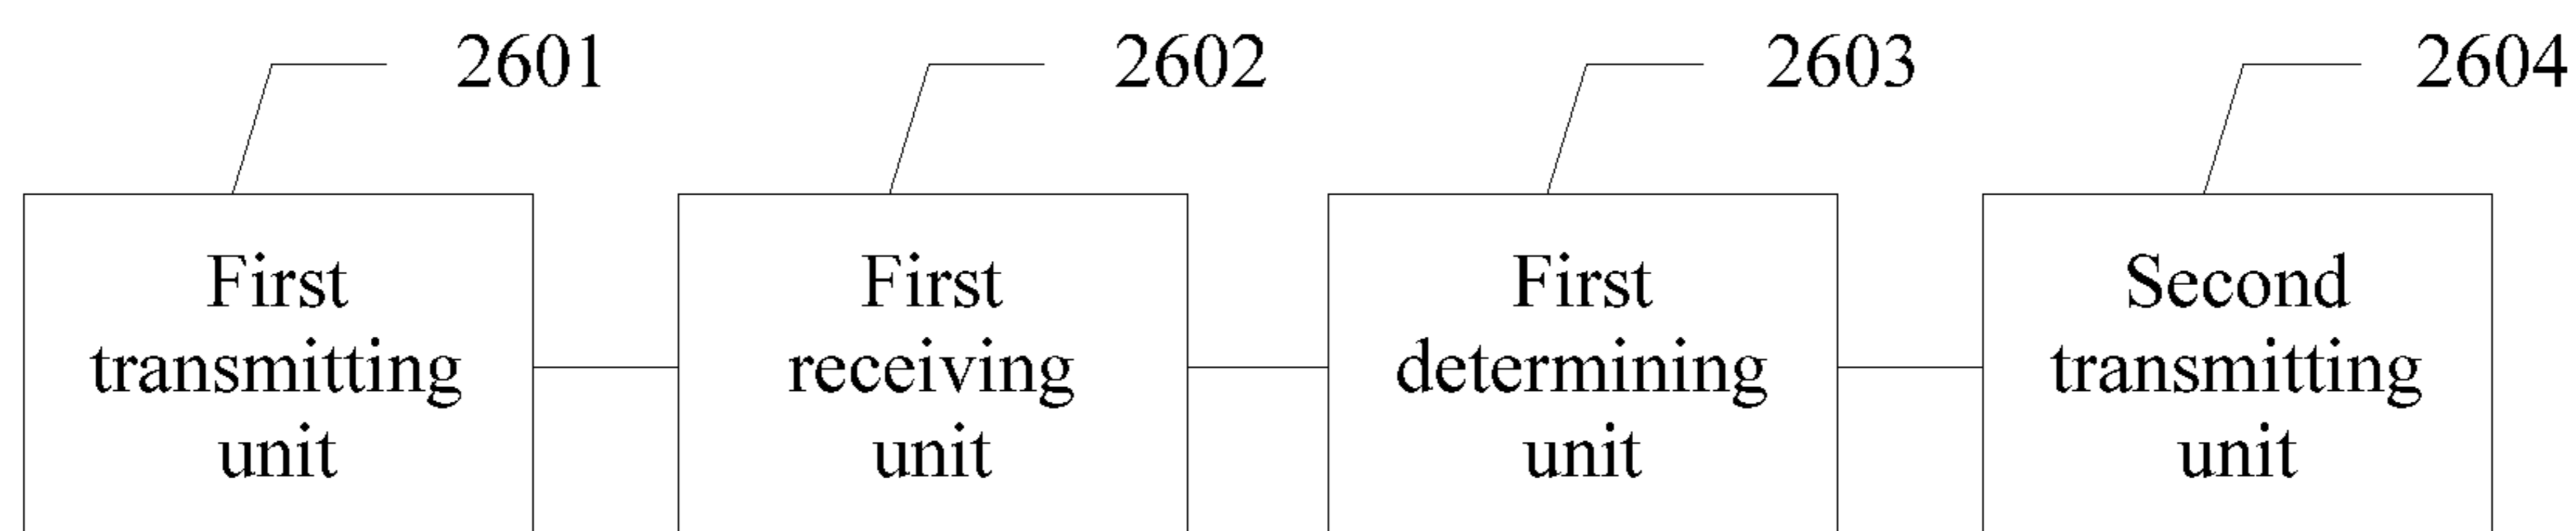 2601 2602 2603 2604
First First First Second
transmitting receiving determining transmitting
unit unit unit unit